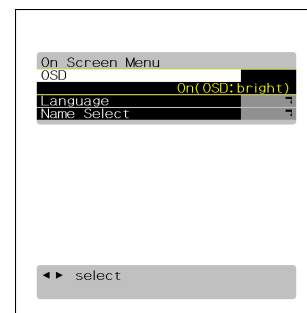 On Screen Menu
OSD
On(OSD:bright)
Language
Name Select
◄► select